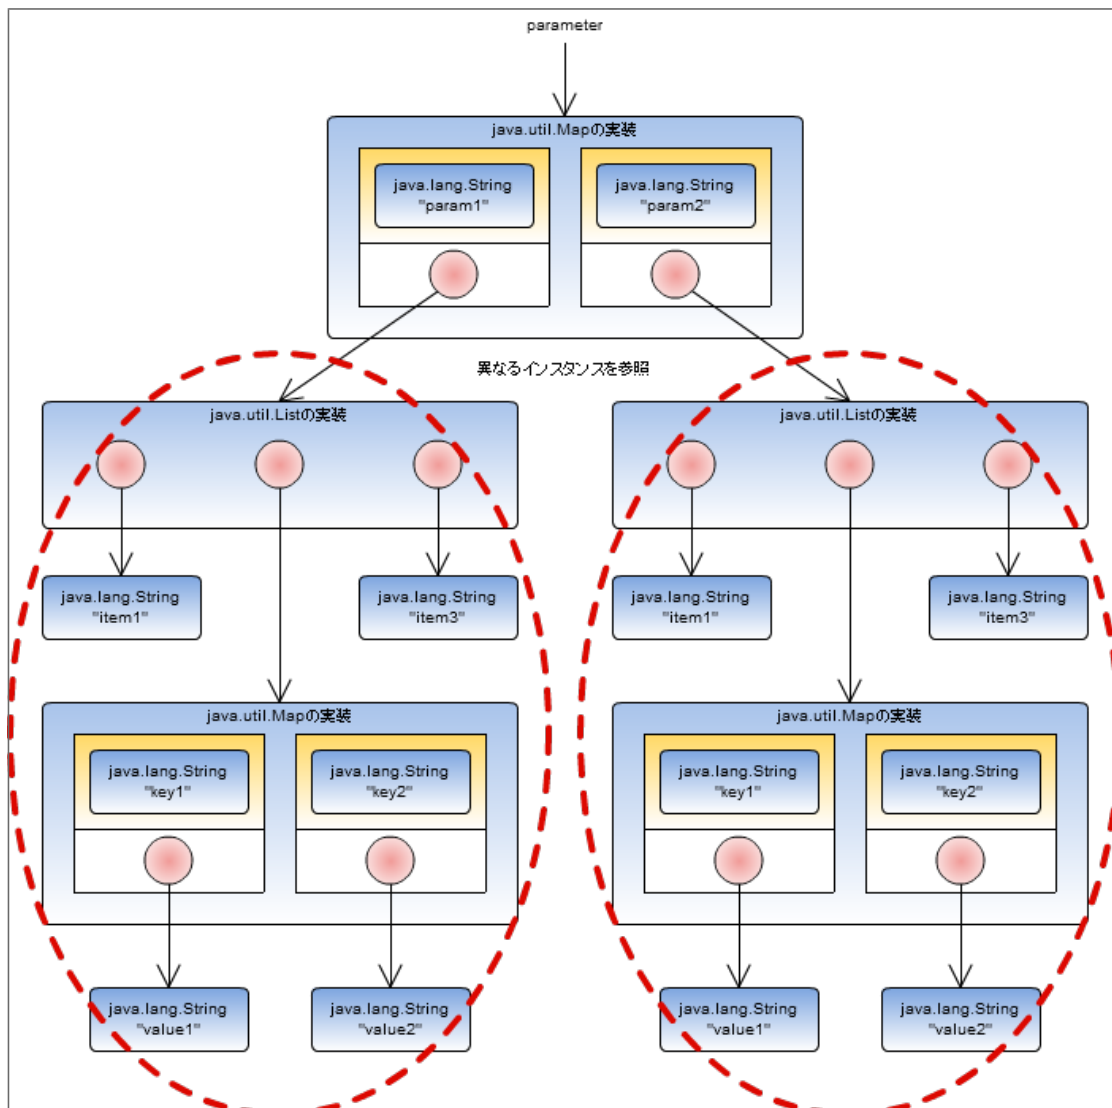 parameter
java.util.Mapの実装
java.lang.String
"param1"
java.lang.String
"param2"
異なるインスタンスを参照
java.util.Listの実装
java.util.Listの実装
java.lang.String
"item1"
java.lang.String
"item3"
java.lang.String
"item1"
java.lang.String
"item3"
java.util.Mapの実装
java.util.Mapの実装
java.lang.String
"key1"
java.lang.String
"key2"
java.lang.String
"key1"
java.lang.String
"key2"
java.lang.String
"value1"
java.lang.String
"value2"
java.lang.String
"value1"
java.lang.String
"value2"